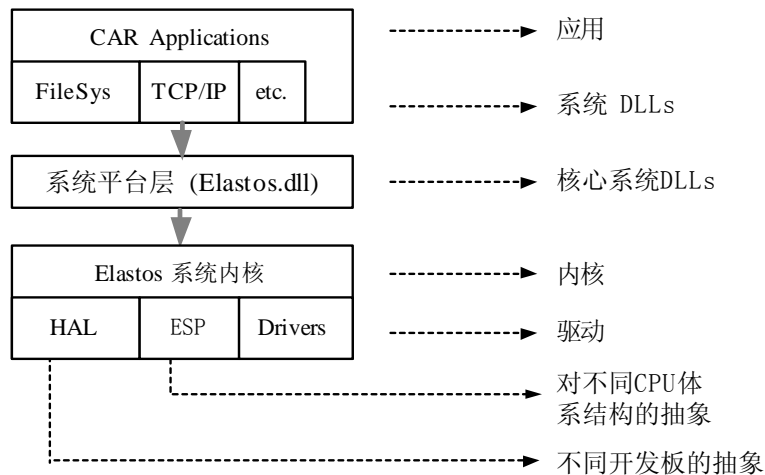 CAR Applications
应用
FileSys
TCP/IP
etc.
系统 DLLs
系统平台层 (Elastos.dll)
核心系统DLLs
Elastos 系统内核
内核
HAL
ESP
Drivers
驱动
对不同CPU体
系结构的抽象
不同开发板的抽象